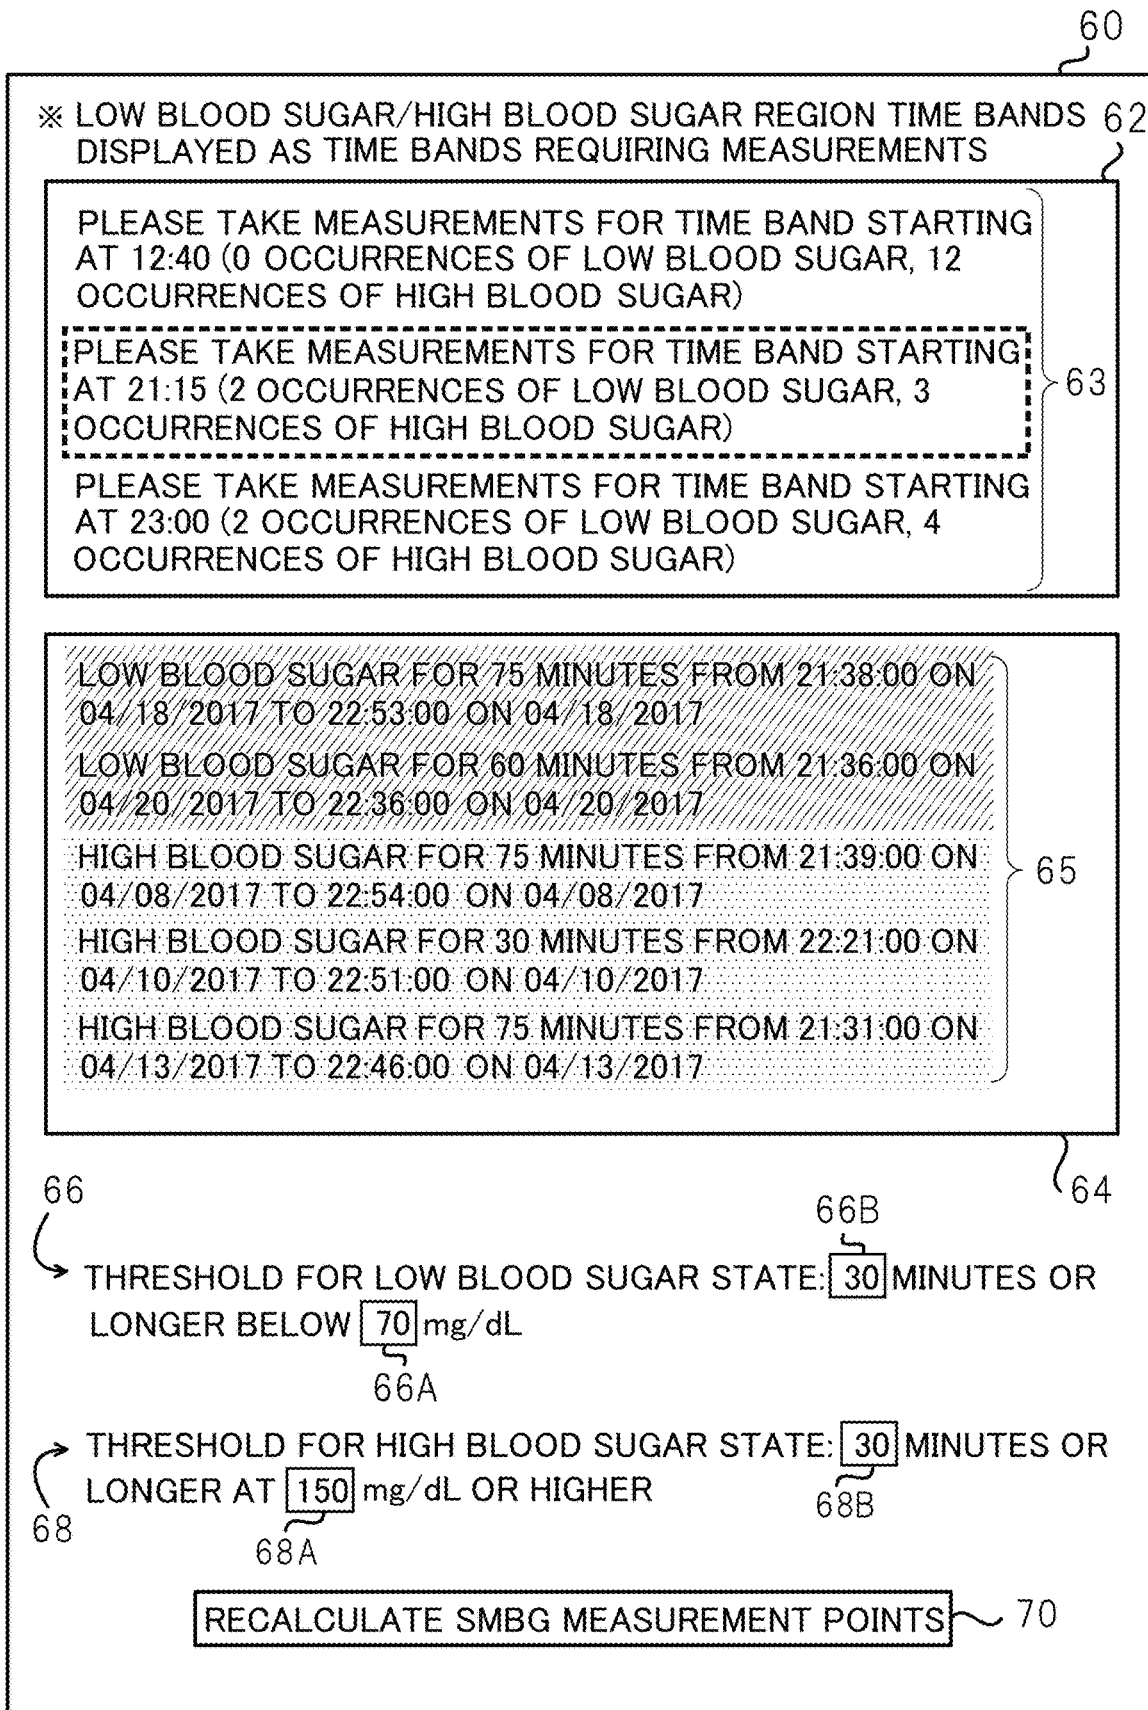 60
※ LOW BLOOD SUGAR/HIGH BLOOD SUGAR REGION TIME BANDS 62
DISPLAYED AS TIME BANDS REQUIRING MEASUREMENTS
PLEASE TAKE MEASUREMENTS FOR TIME BAND STARTING
AT 12:40 (0 OCCURRENCES OF LOW BLOOD SUGAR, 12
OCCURRENCES OF HIGH BLOOD SUGAR)
PLEASE TAKE MEASUREMENTS FOR TIME BAND STARTING
AT 21:15 (2 OCCURRENCES OF LOW BLOOD SUGAR, 3
OCCURRENCES OF HIGH BLOOD SUGAR)
63
PLEASE TAKE MEASUREMENTS FOR TIME BAND STARTING
AT 23:00 (2 OCCURRENCES OF LOW BLOOD SUGAR, 4
OCCURRENCES OF HIGH BLOOD SUGAR)
LOW BLOOD SUGAR FOR 75 MINUTES FROM 21:38:00 ON
04/18/2017 TO 22:53:00 ON 04/18/2017
LOW BLOOD SUGAR FOR 60 MINUTES FROM 21:36:00 ON
04/20/2017 TO 22:36:00 ON 04/20/2017
HIGH BLOOD SUGAR FOR 75 MINUTES FROM 21:39:00 ON
04/08/2017 TO 22:54:00 ON 04/08/2017
65
HIGH BLOOD SUGAR FOR 30 MINUTES FROM 22:21:00 ON
04/10/2017 TO 22:51:00 ON 04/10/2017
HIGH BLOOD SUGAR FOR 75 MINUTES FROM 21:31:00 ON
04/13/2017 TO 22:46:00 ON 04/13/2017
64
66
66B
THRESHOLD FOR LOW BLOOD SUGAR STATE: 30 MINUTES OR
LONGER BELOW 70 mg/dL
66A
THRESHOLD FOR HIGH BLOOD SUGAR STATE: 30 MINUTES OR
LONGER AT 150 mg/dL OR HIGHER
68B
68
68A
RECALCULATE SMBG MEASUREMENT POINTS 70